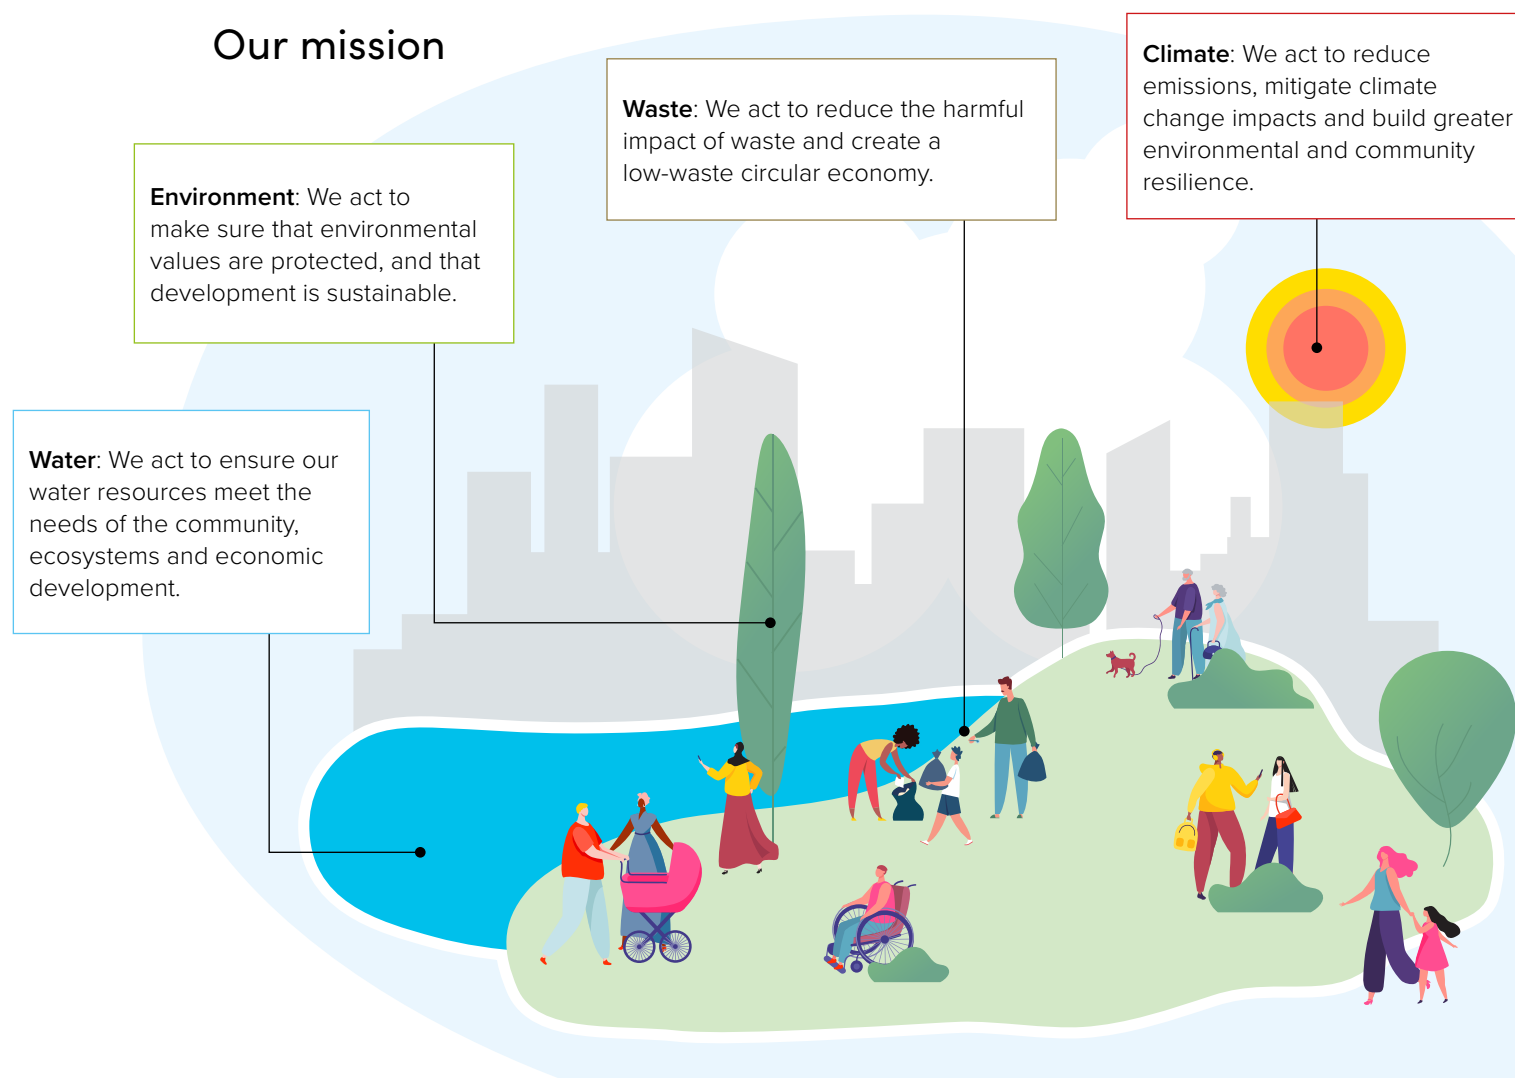 Our mission
Climate: We act to reduce
emissions, mitigate climate
change impacts and build greater
environmental and community
resilience.
Waste: We act to reduce the harmful
impact of waste and create a
low-waste circular economy.
Environment: We act to
make sure that environmental
values are protected, and that
development is sustainable.
Water: We act to ensure our
water resources meet the
needs of the community,
ecosystems and economic
development.